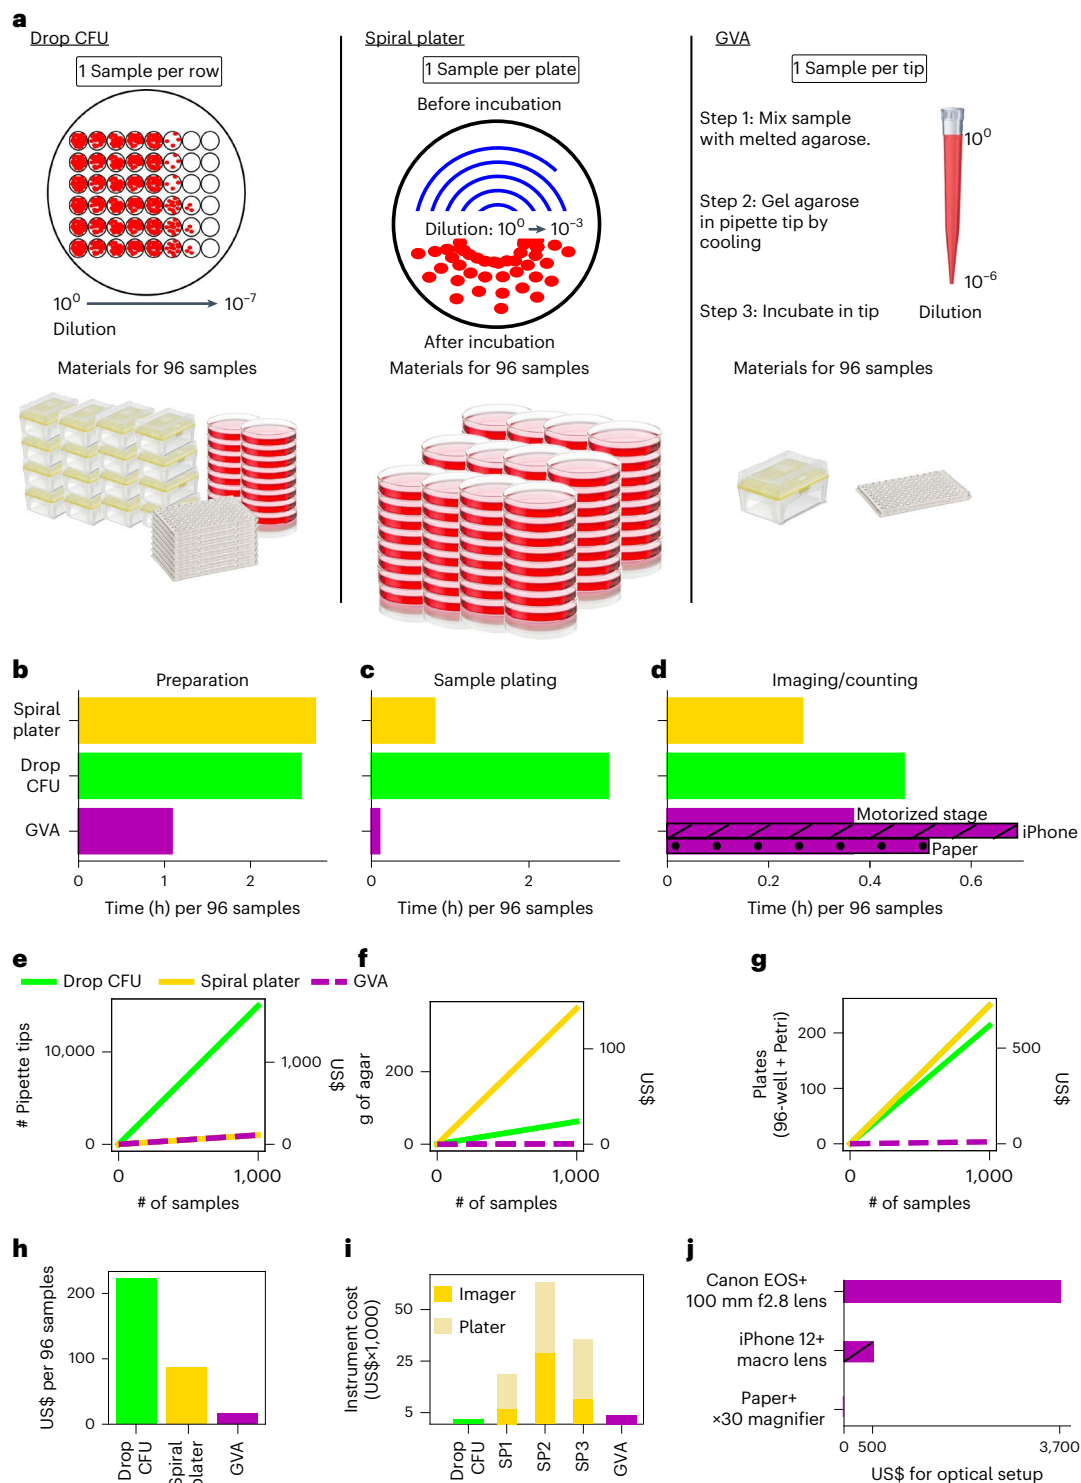 a
Drop CFU
1 Sample per row
10⁰
10⁻⁷
Dilution
Materials for 96 samples
Spiral plater
1 Sample per plate
Before incubation
Dilution: 10⁰ → 10⁻³
After incubation
Materials for 96 samples
GVA
1 Sample per tip
Step 1: Mix sample
with melted agarose.
Step 2: Gel agarose
in pipette tip by
cooling
Step 3: Incubate in tip
10⁰
10⁻⁶
Dilution
Materials for 96 samples
b
Preparation
Spiral
plater
Drop
CFU
GVA
0 1 2
Time (h) per 96 samples
c
Sample plating
0 2
Time (h) per 96 samples
d
Imaging/counting
Motorized stage
iPhone
Paper
0 0.2 0.4 0.6
Time (h) per 96 samples
e
Drop CFU Spiral plater GVA
# Pipette tips
10,000
0
1,000
0
US$
0 1,000
# of samples
f
g of agar
200
0
100
0
US$
0 1,000
# of samples
g
Plates
(96-well + Petri)
200
100
0
500
0
US$
0 1,000
# of samples
h
US$ per 96 samples
200
100
0
Drop
CFU
Spiral
plater
GVA
i
Instrument cost
(US$×1,000)
50
25
5
Imager
Plater
Drop
CFU
SP1
SP2
SP3
GVA
j
Canon EOS+
100 mm f2.8 lens
iPhone 12+
macro lens
Paper+
×30 magnifier
0 500 3,700
US$ for optical setup